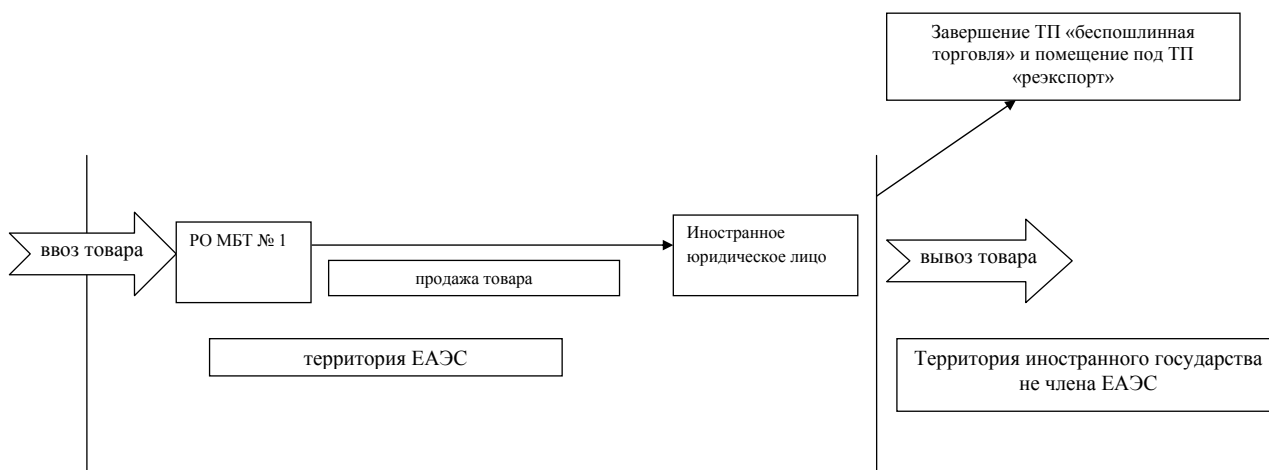 Завершение ТП «беспошлинная
торговля» и помещение под ТП
«реэкспорт»
ввоз товара
РО МБТ № 1
продажа товара
Иностранное
юридическое лицо
вывоз товара
территория ЕАЭС
Территория иностранного государства
не члена ЕАЭС